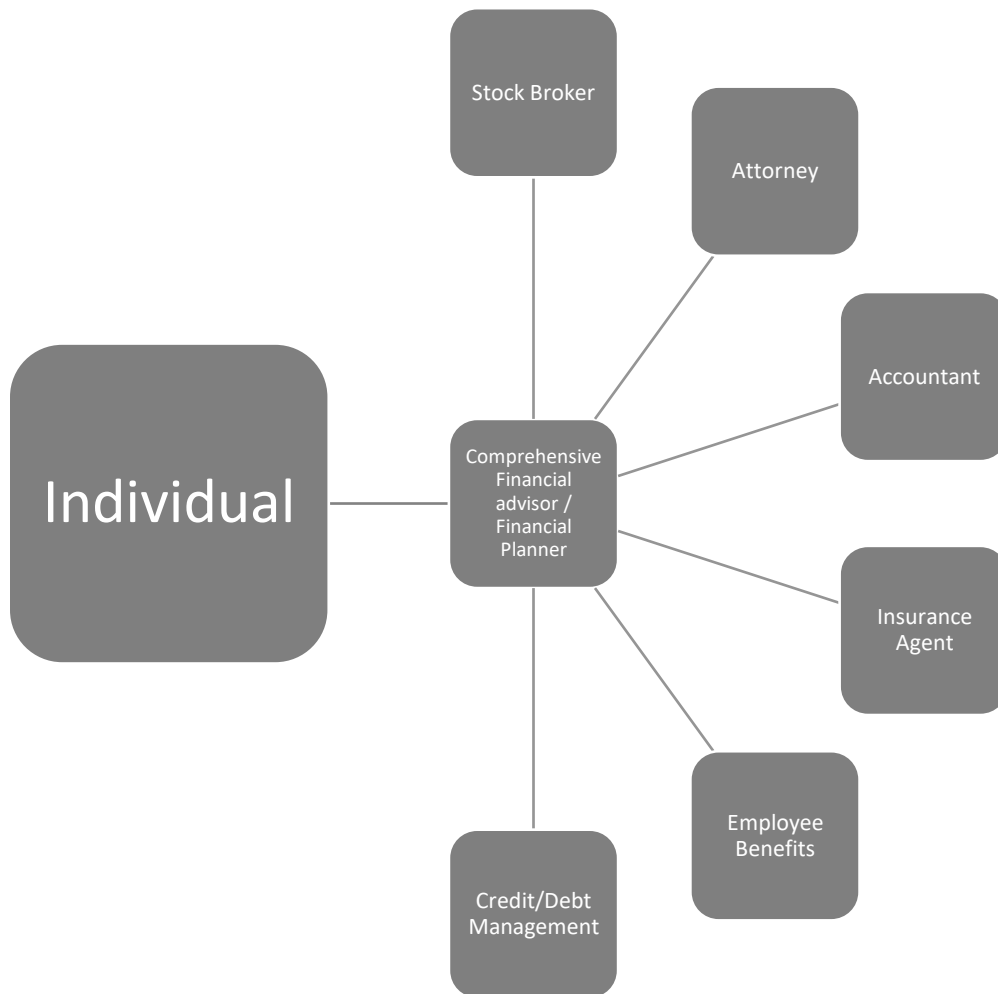 Stock Broker
Attorney
Accountant
Individual
Comprehensive
Financial
advisor /
Financial
Planner
Insurance
Agent
Employee
Benefits
Credit/Debt
Management